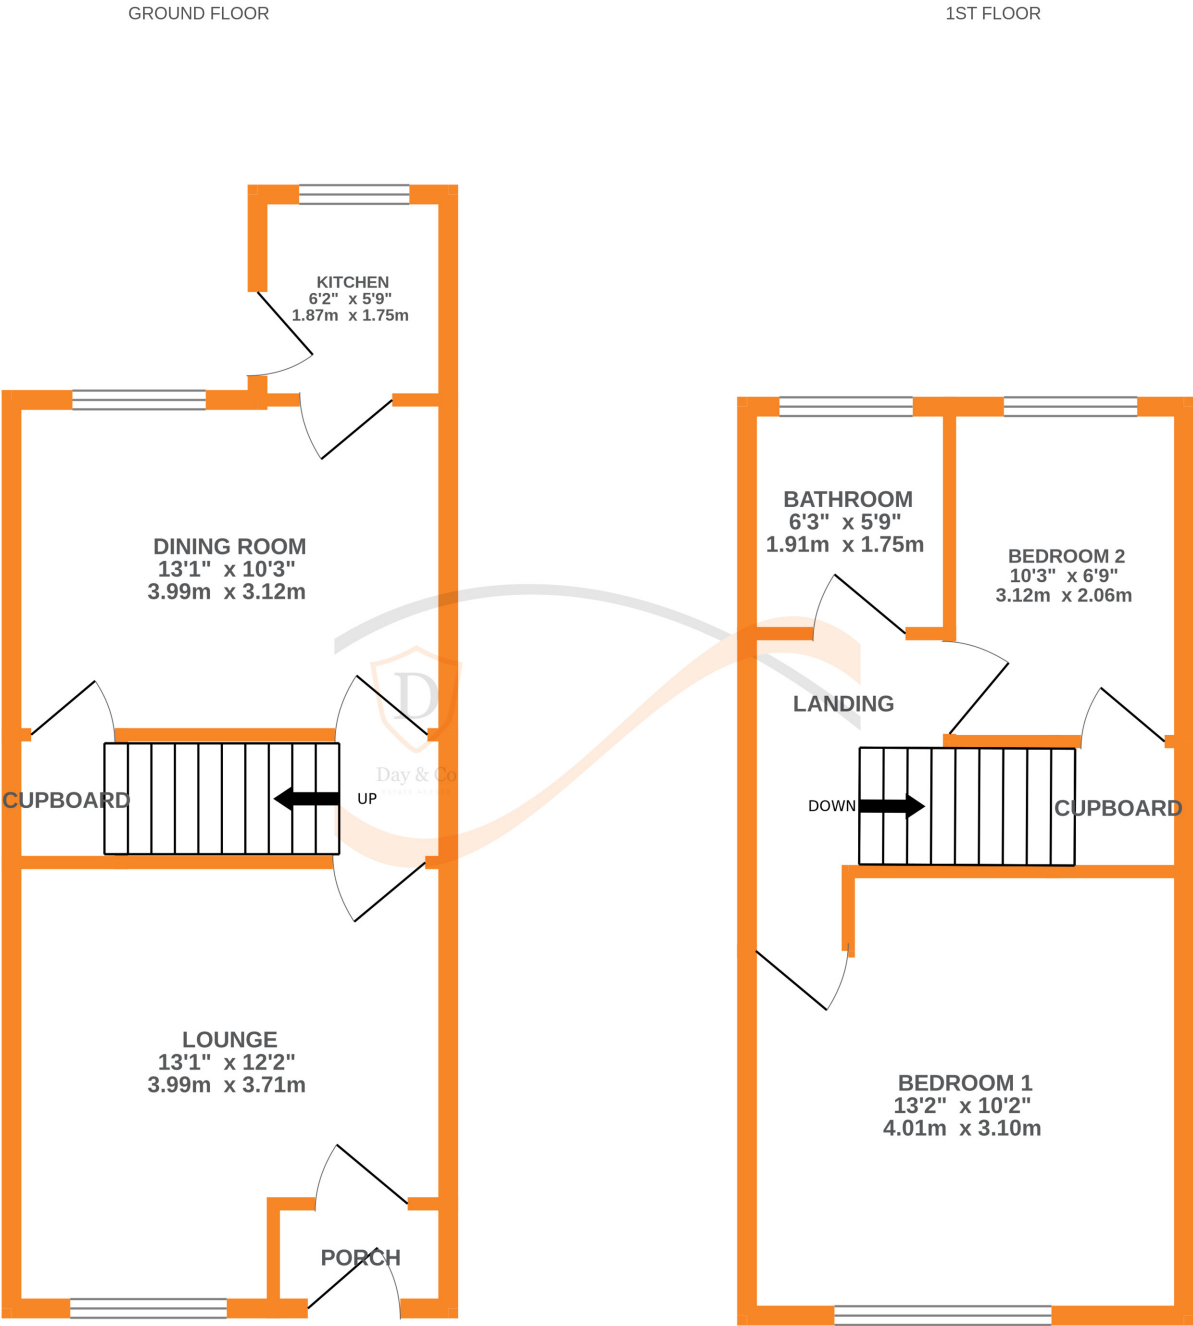 GROUND FLOOR
1ST FLOOR
KITCHEN
6'2" x 5'9"
1.87m x 1.75m
DINING ROOM
13'1" x 10'3"
3.99m x 3.12m
CUPBOARD
UP
LOUNGE
13'1" x 12'2"
3.99m x 3.71m
PORCH
D
Day & Co
BATHROOM
6'3" x 5'9"
1.91m x 1.75m
BEDROOM 2
10'3" x 6'9"
3.12m x 2.06m
LANDING
DOWN
CUPBOARD
BEDROOM 1
13'2" x 10'2"
4.01m x 3.10m